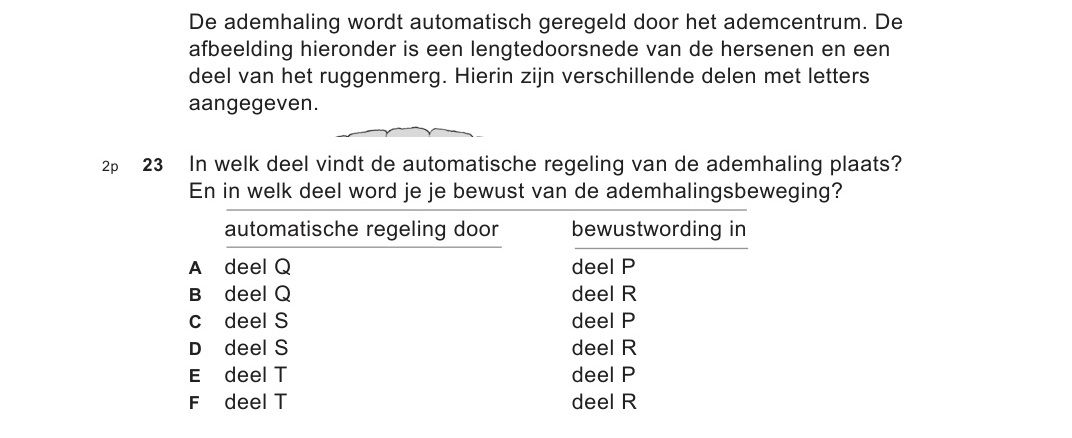 De ademhaling wordt automatisch geregeld door het ademcentrum. De
afbeelding hieronder is een lengtedoorsnede van de hersenen en een
deel van het ruggenmerg. Hierin zijn verschillende delen met letters
aangegeven.
2p 23 In welk deel vindt de automatische regeling van de ademhaling plaats?
En in welk deel word je je bewust van de ademhalingsbeweging?
automatische regeling door bewustwording in
A deel Q deel P
B deel Q deel R
C deel S deel P
D deel S deel R
E deel T deel P
F deel T deel R